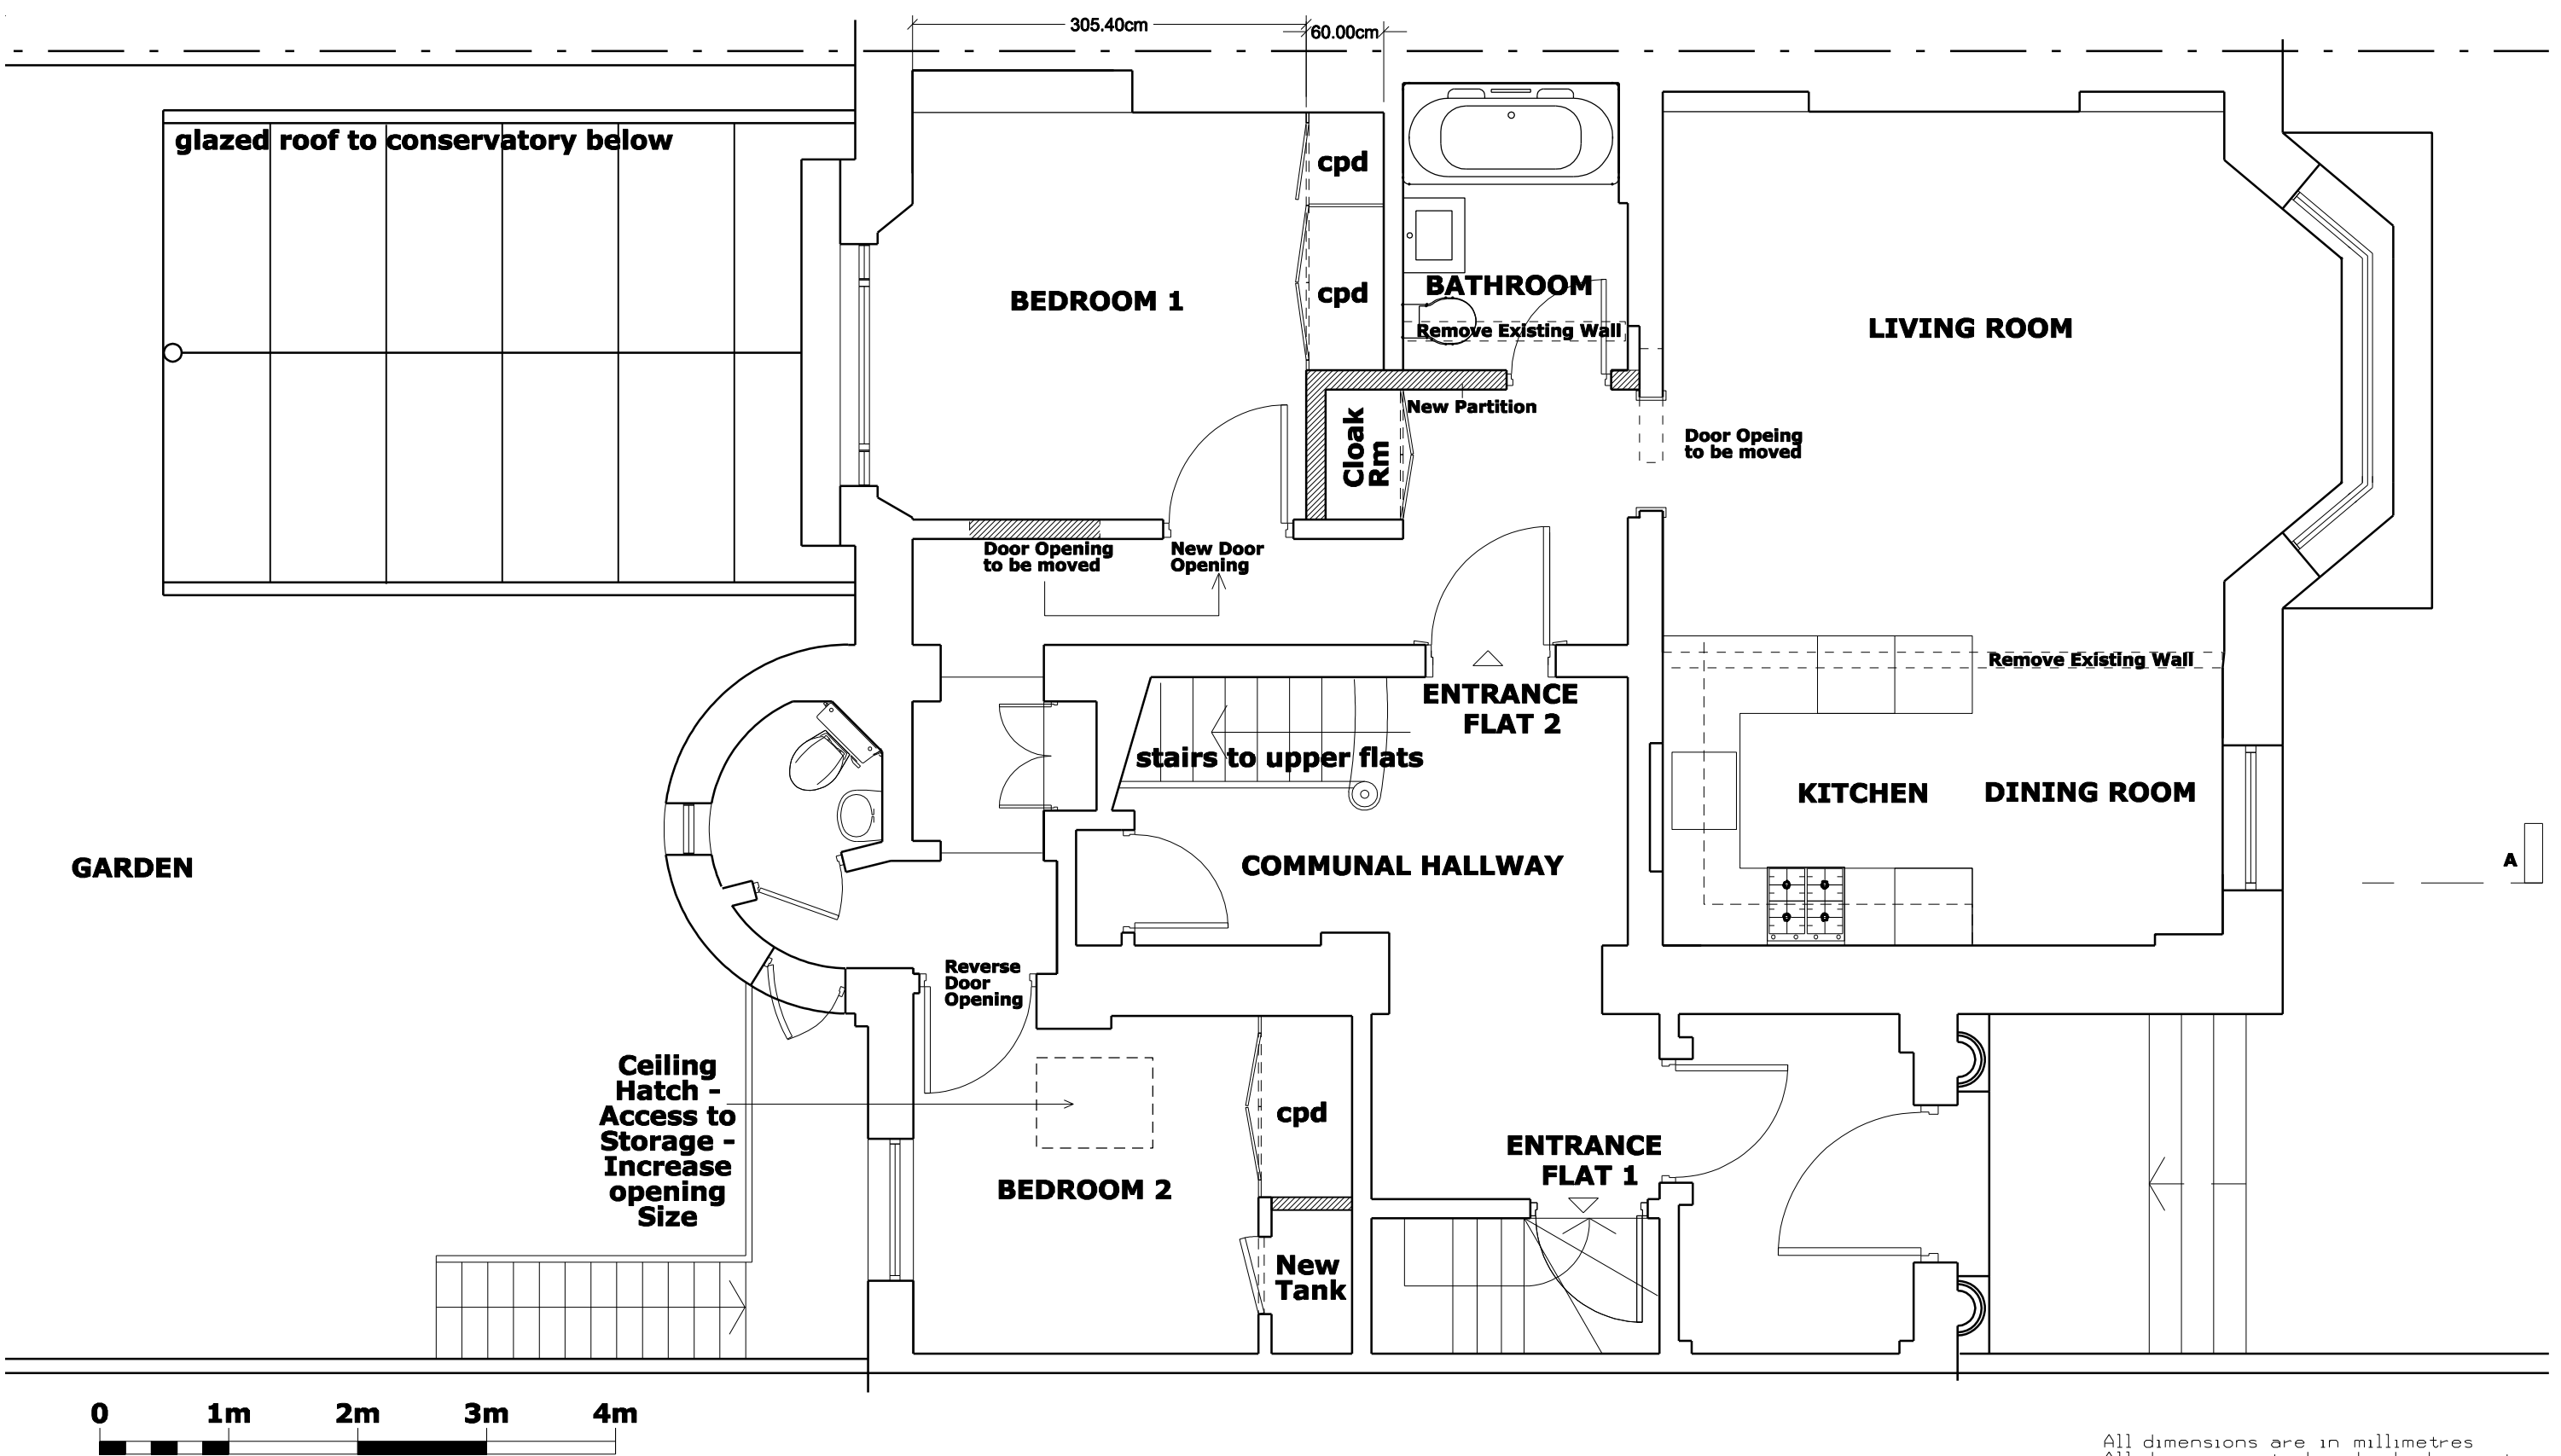 305.40cm
60.00cm
glazed roof to conservatory below
cpd
BEDROOM 1
cpd
BATHROOM
Remove Existing Wall
LIVING ROOM
New Partition
Cloak
Rm
Door Opeing
to be moved
Door Opening
to be moved
New Door
Opening
Remove Existing Wall
ENTRANCE
FLAT 2
stairs to upper flats
KITCHEN
DINING ROOM
GARDEN
COMMUNAL HALLWAY
A
Reverse
Door
Opening
Ceiling
Hatch -
Access to
Storage -
Increase
opening
Size
cpd
BEDROOM 2
ENTRANCE
FLAT 1
New
Tank
0 1m 2m 3m 4m
All dimensions are in millimetres